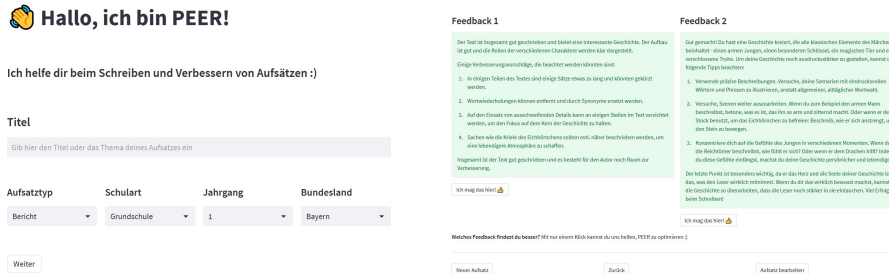 👋 Hallo, ich bin PEER!
Ich helfe dir beim Schreiben und Verbessern von Aufsätzen :)
Titel
Gib hier den Titel oder das Thema deines Aufsatzes ein
Aufsatztyp Schulart Jahrgang Bundesland
Bericht Grundschule 1 Bayern
Weiter
Feedback 1
Der Text ist insgesamt gut geschrieben und bietet eine interessante Geschichte. Der Aufbau
ist gut und die Rollen der verschiedenen Charaktere werden klar dargestellt.
Einige Verbesserungsvorschläge, die beachtet werden könnten sind:
1. In einigen Teilen des Textes sind einige Sätze etwas zu lang und könnten gekürzt
werden.
2. Wortwiederholungen können entfernt und durch Synonyme ersetzt werden.
3. Auf den Einsatz von ausschweifenden Details kann an einigen Stellen im Text verzichtet
werden, um den Fokus auf dem Kern der Geschichte zu halten.
4. Sachen wie die Kniele des Eichhörnchens sollten evtl. näher beschrieben werden, um
eine lebendigere Atmosphäre zu schaffen.
Insgesamt ist der Text gut geschrieben und es besteht für den Autor noch Raum zur
Verbesserung.
Ich mag das hier! 👍
Feedback 2
Gut gemacht! Du hast eine Geschichte kreiert, die alle klassischen Elemente des Märche
beinhaltet - einen armen Jungen, einen besonderen Schlüssel, ein magisches Tier und e
verschlossene Truhe. Um deine Geschichte noch ausdrucksstärker zu gestalten, kannst d
folgende Tipps beachten:
1. Verwende präzise Beschreibungen. Versuche, deine Szenarien mit eindrucksvollen
Wörtern und Phrasen zu illustrieren, anstatt allgemeiner, alltäglicher Wortwahl.
2. Versuche, Szenen weiter auszuarbeiten. Wenn du zum Beispiel den armen Mann
beschreibst, betone, was es ist, das ihn so arm und zitternd macht. Oder wenn er de
Stock benutzt, um das Eichhörnchen zu befreien: Beschreib, wie er sich anstrengt, u
den Stein zu bewegen.
3. Konzentriere dich auf die Gefühle des Jungen in verschiedenen Momenten. Wenn du
die Reichtümer beschreibst, wie fühlt er sich? Oder wenn er dem Drachen hilft? Inde
du diese Gefühle einfängst, machst du deine Geschichte persönlicher und lebendige
Der letzte Punkt ist besonders wichtig, da er das Herz und die Seele deiner Geschichte is
das, was den Leser wirklich mitnimmt. Wenn du dir das wirklich bewusst machst, kannst
die Geschichte so überarbeiten, dass die Leser noch stärker in sie eintauchen. Viel Erfolg
beim Schreiben!
Ich mag das hier! 👍
Welches Feedback findest du besser? Mit nur einem Klick kannst du uns helfen, PEER zu optimieren :)
Neuer Aufsatz Zurück Aufsatz bearbeiten